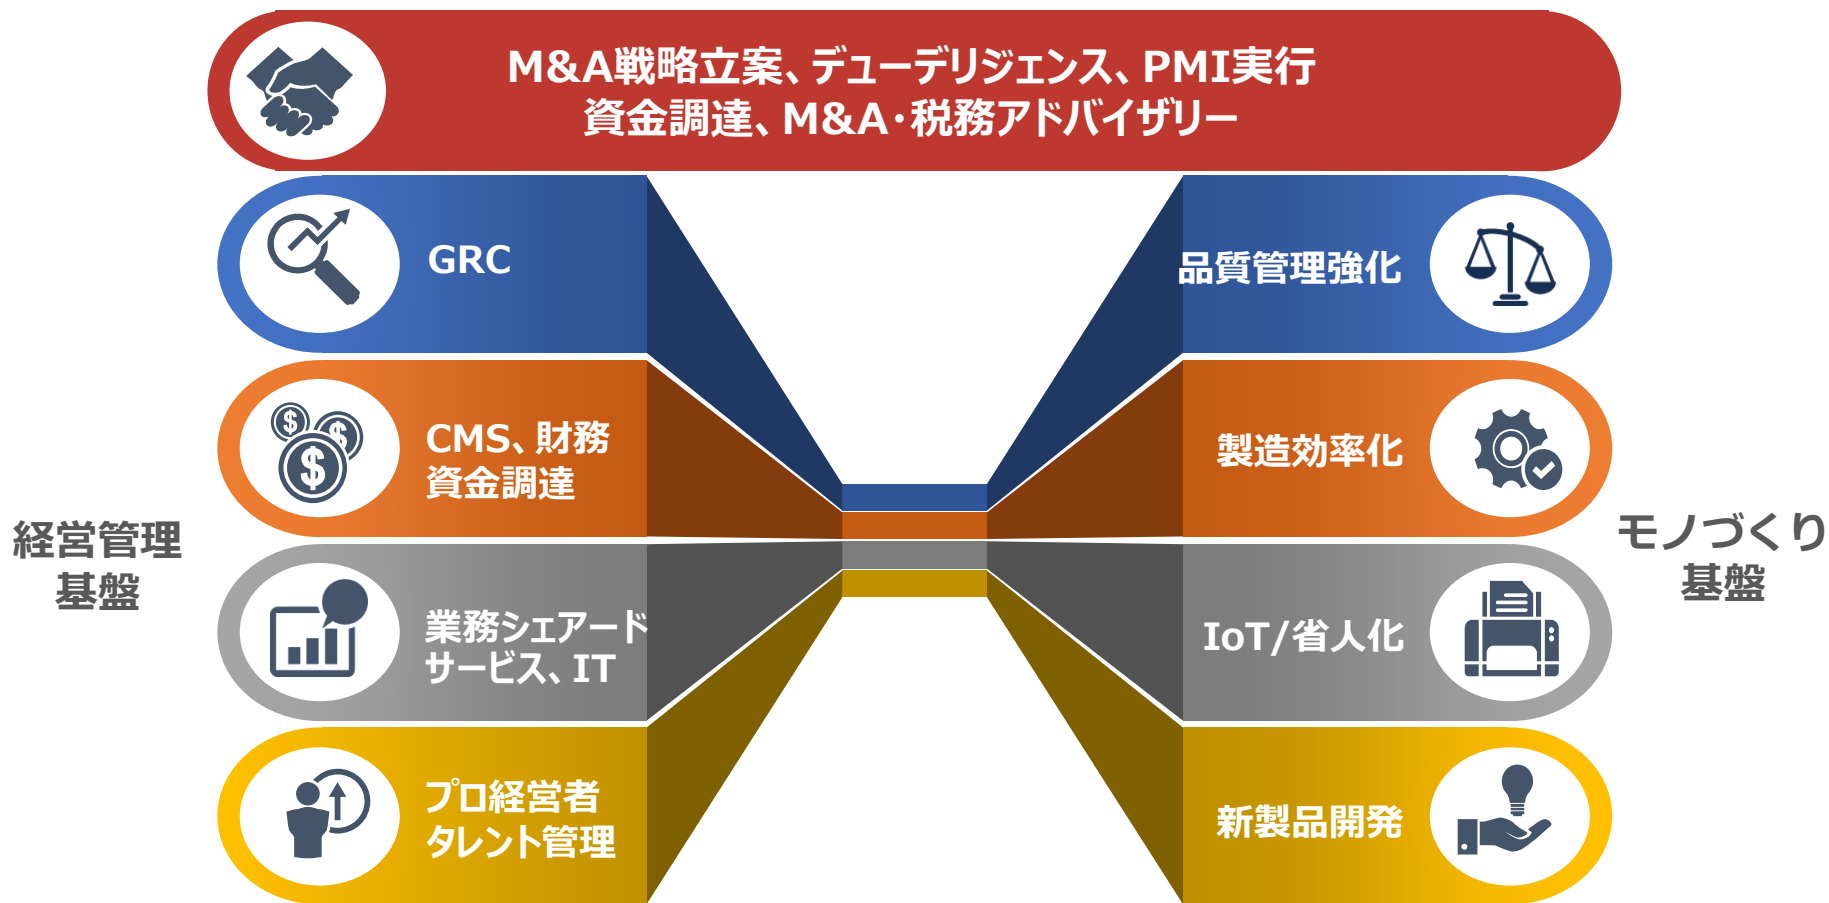 M&A戦略立案、デューデリジェンス、PMI実行
資金調達、M&A・税務アドバイザリー
経営管理
基盤
GRC
CMS、財務
資金調達
業務シェアード
サービス、IT
プロ経営者
タレント管理
品質管理強化
製造効率化
IoT/省人化
新製品開発
モノづくり
基盤